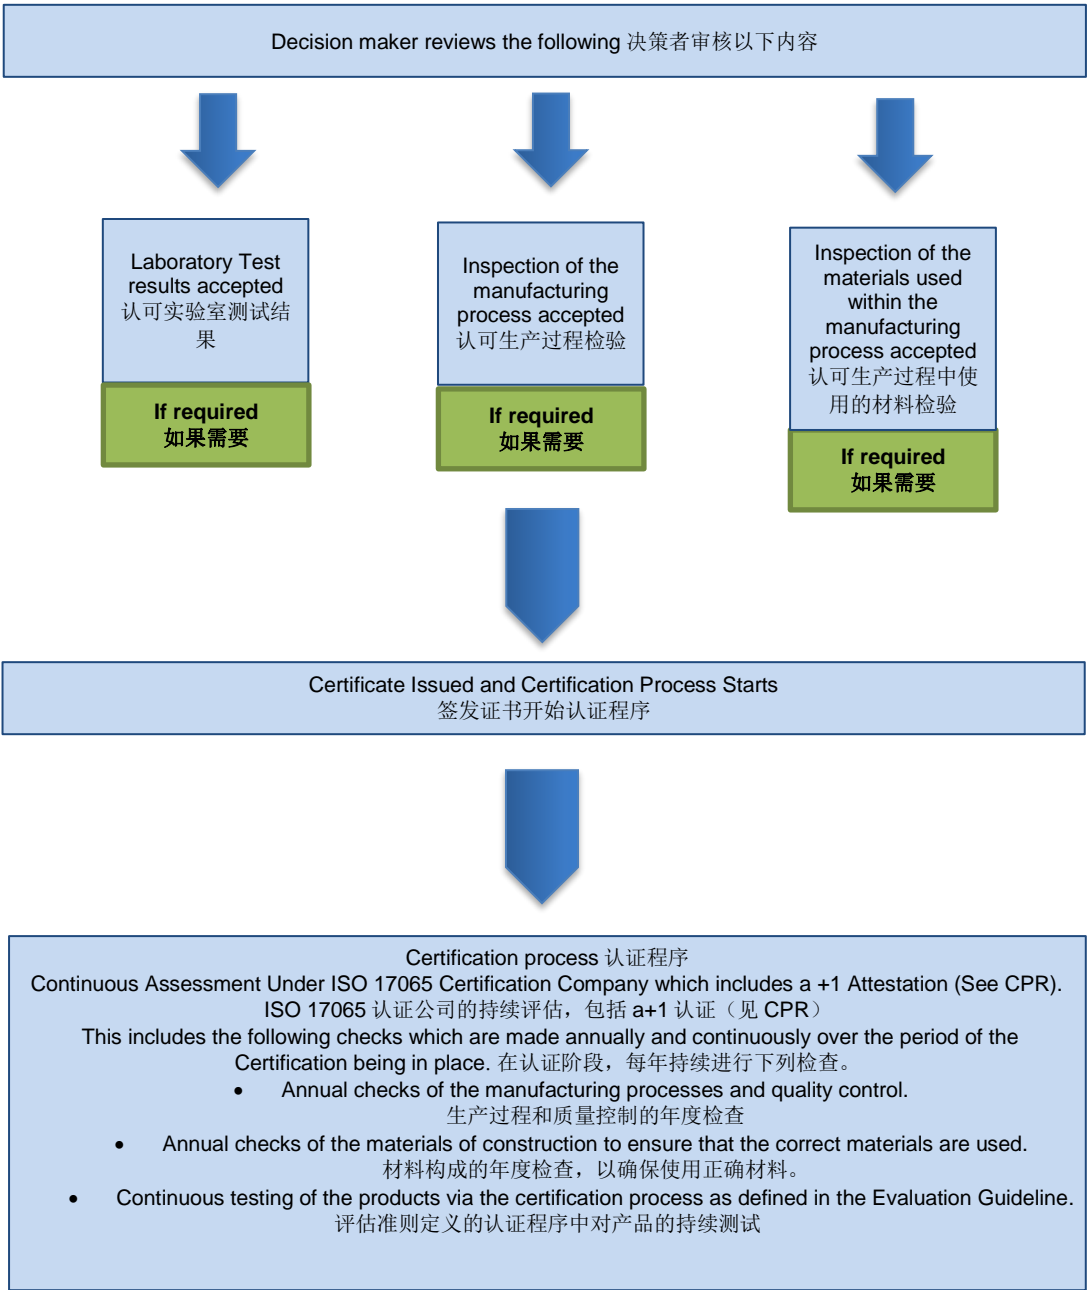 Decision maker reviews the following 决策者审核以下内容
Laboratory Test
results accepted
认可实验室测试结
果
If required
如果需要
Inspection of the
manufacturing
process accepted
认可生产过程检验
If required
如果需要
Inspection of the
materials used
within the
manufacturing
process accepted
认可生产过程中使
用的材料检验
If required
如果需要
Certificate Issued and Certification Process Starts
签发证书开始认证程序
Certification process 认证程序
Continuous Assessment Under ISO 17065 Certification Company which includes a +1 Attestation (See CPR).
ISO 17065 认证公司的持续评估，包括 a+1 认证（见 CPR）
This includes the following checks which are made annually and continuously over the period of the
Certification being in place. 在认证阶段，每年持续进行下列检查。
• Annual checks of the manufacturing processes and quality control.
生产过程和质量控制的年度检查
• Annual checks of the materials of construction to ensure that the correct materials are used.
材料构成的年度检查，以确保使用正确材料。
• Continuous testing of the products via the certification process as defined in the Evaluation Guideline.
评估准则定义的认证程序中对产品的持续测试